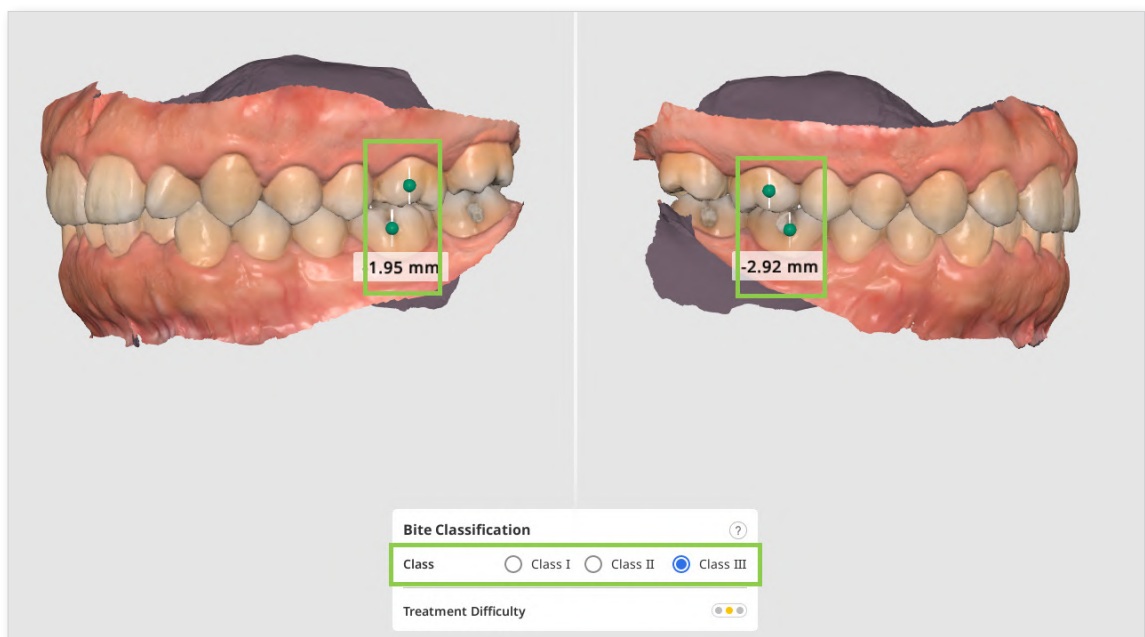 -1.95 mm
-2.92 mm
Bite Classification
?
Class Class I Class II Class III
Treatment Difficulty